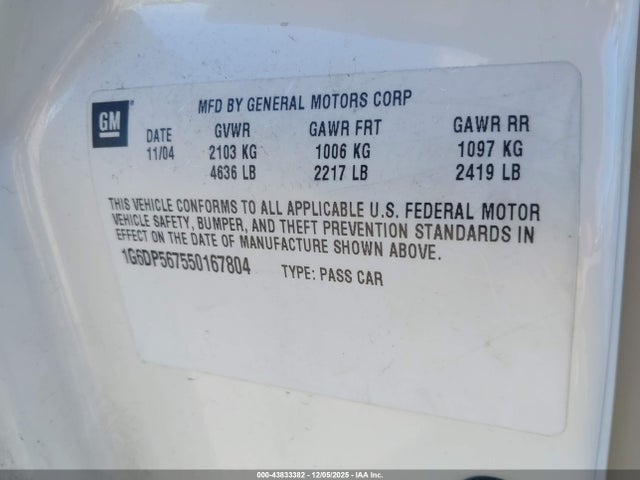 GM
MFD BY GENERAL MOTORS CORP
DATE GVWR GAWR FRT GAWR RR
11/04 2103 KG 1006 KG 1097 KG
4636 LB 2217 LB 2419 LB
THIS VEHICLE CONFORMS TO ALL APPLICABLE U.S. FEDERAL MOTOR
VEHICLE SAFETY, BUMPER, AND THEFT PREVENTION STANDARDS IN
EFFECT ON THE DATE OF MANUFACTURE SHOWN ABOVE.
1G6DP567550167804 TYPE: PASS CAR
000-43833382 - 12/05/2025 - IAA Inc.